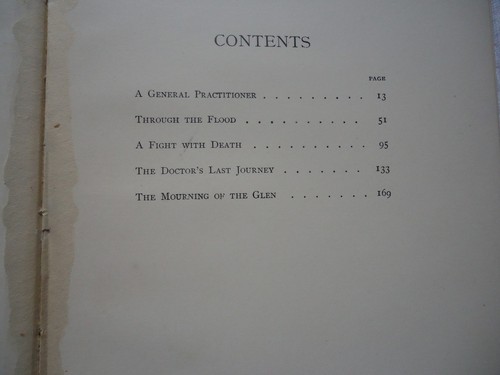 CONTENTS
PAGE
A General Practitioner . . . . . . . . . 13
Through the Flood . . . . . . . . . . 51
A Fight with Death . . . . . . . . . . 95
The Doctor's Last Journey . . . . . . . 133
The Mourning of the Glen . . . . . . . 169